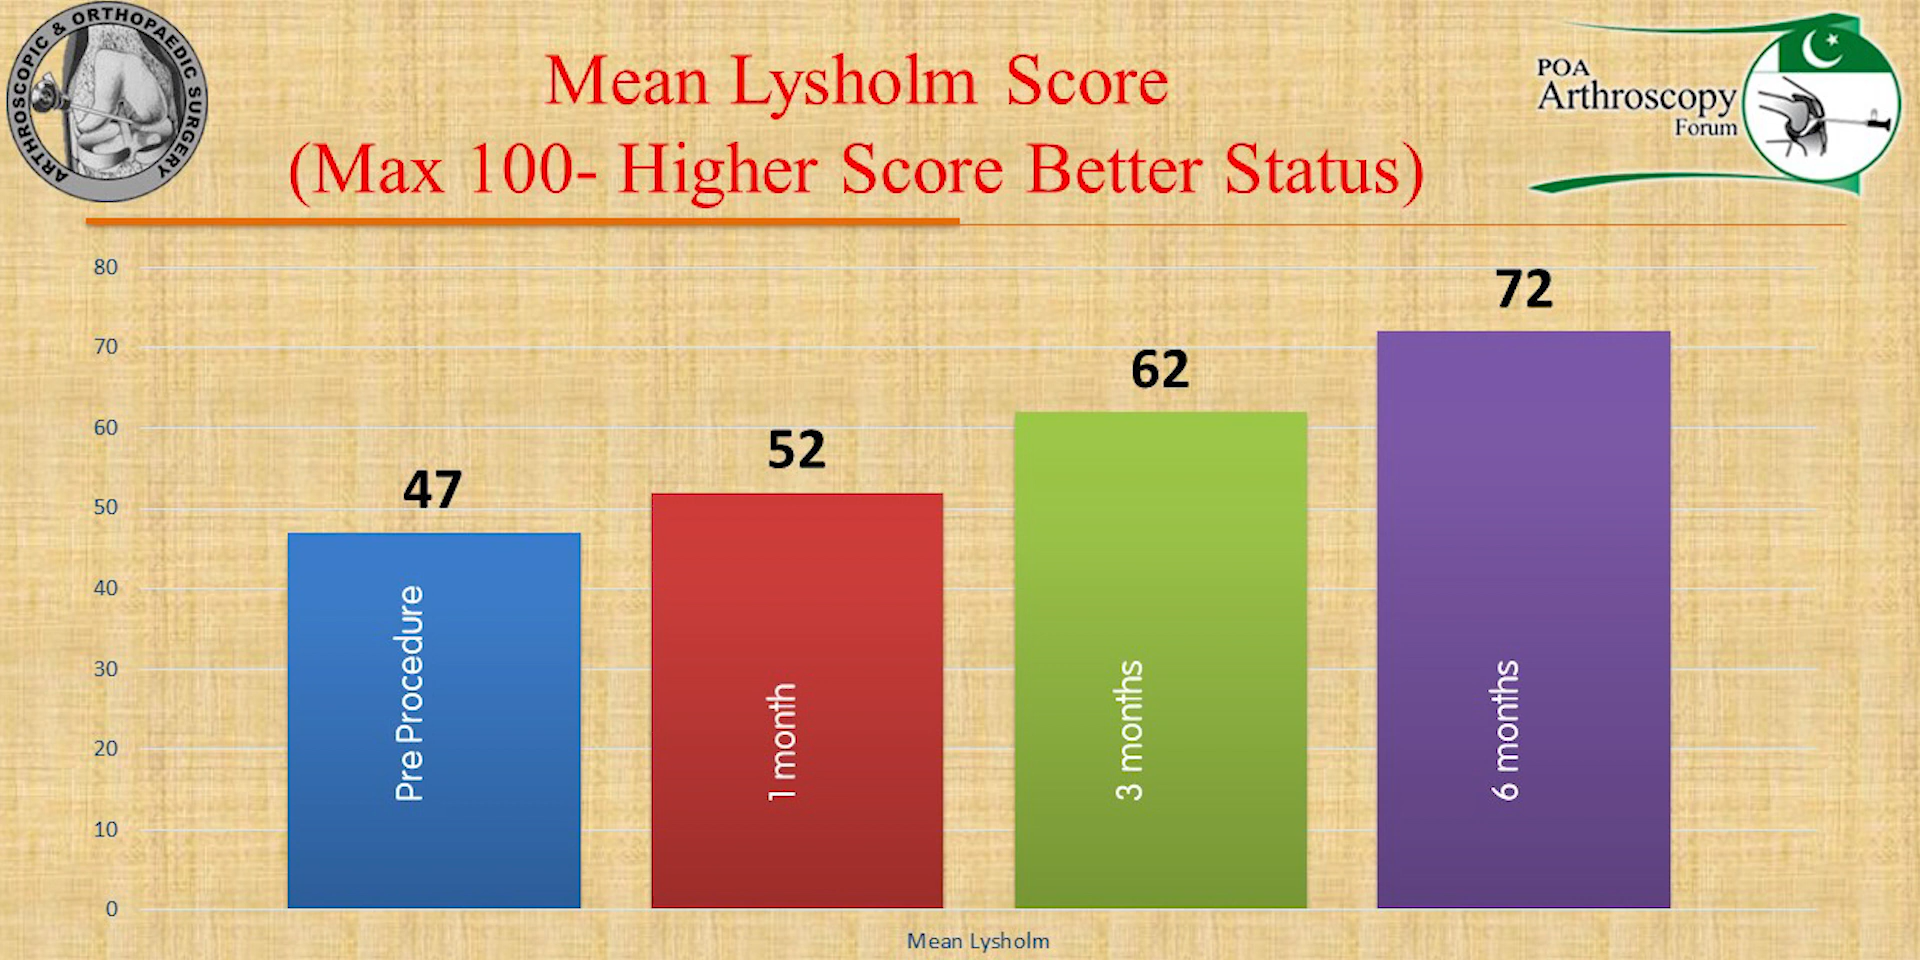 ARTHROSCOPIC & ORTHOPAEDIC SURGERY
Mean Lysholm Score
(Max 100- Higher Score Better Status)
POA
Arthroscopy
Forum
80
70
60
50
40
30
20
10
0
47
52
62
72
Pre Procedure
1 month
3 months
6 months
Mean Lysholm